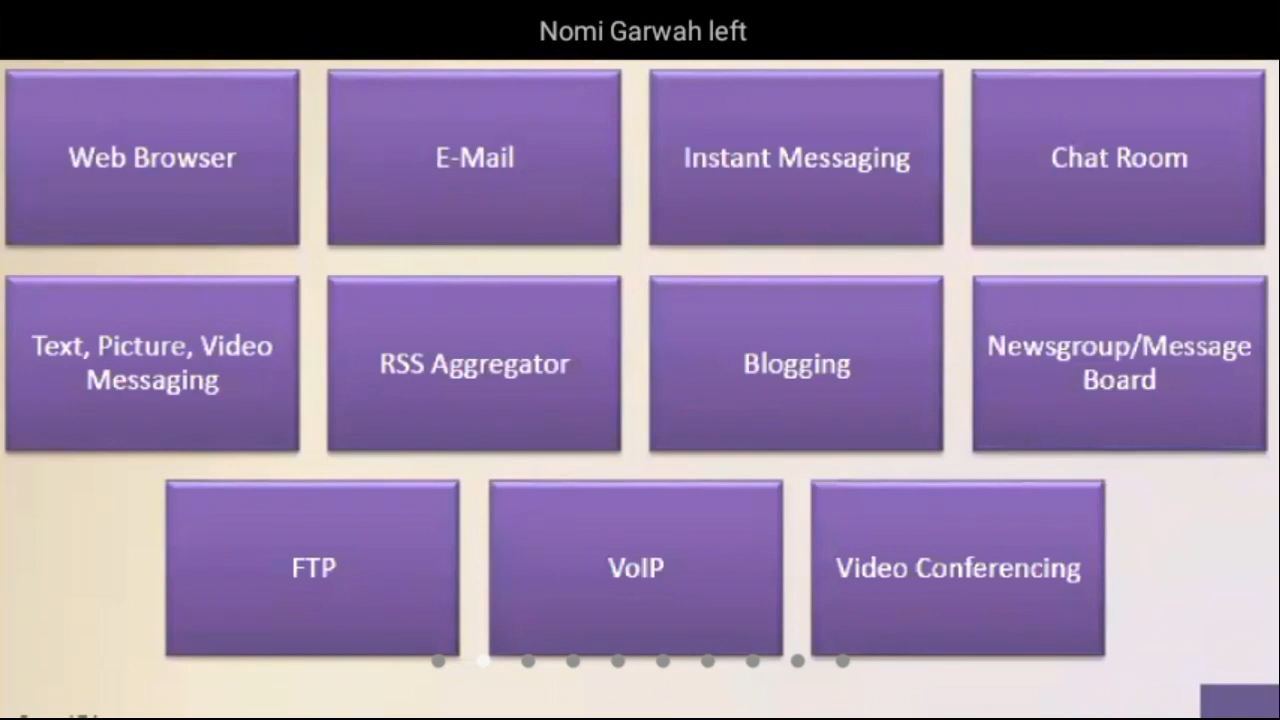 Nomi Garwah left
Web Browser
E-Mail
Instant Messaging
Chat Room
Text, Picture, Video
Messaging
RSS Aggregator
Blogging
Newsgroup/Message
Board
FTP
VoIP
Video Conferencing